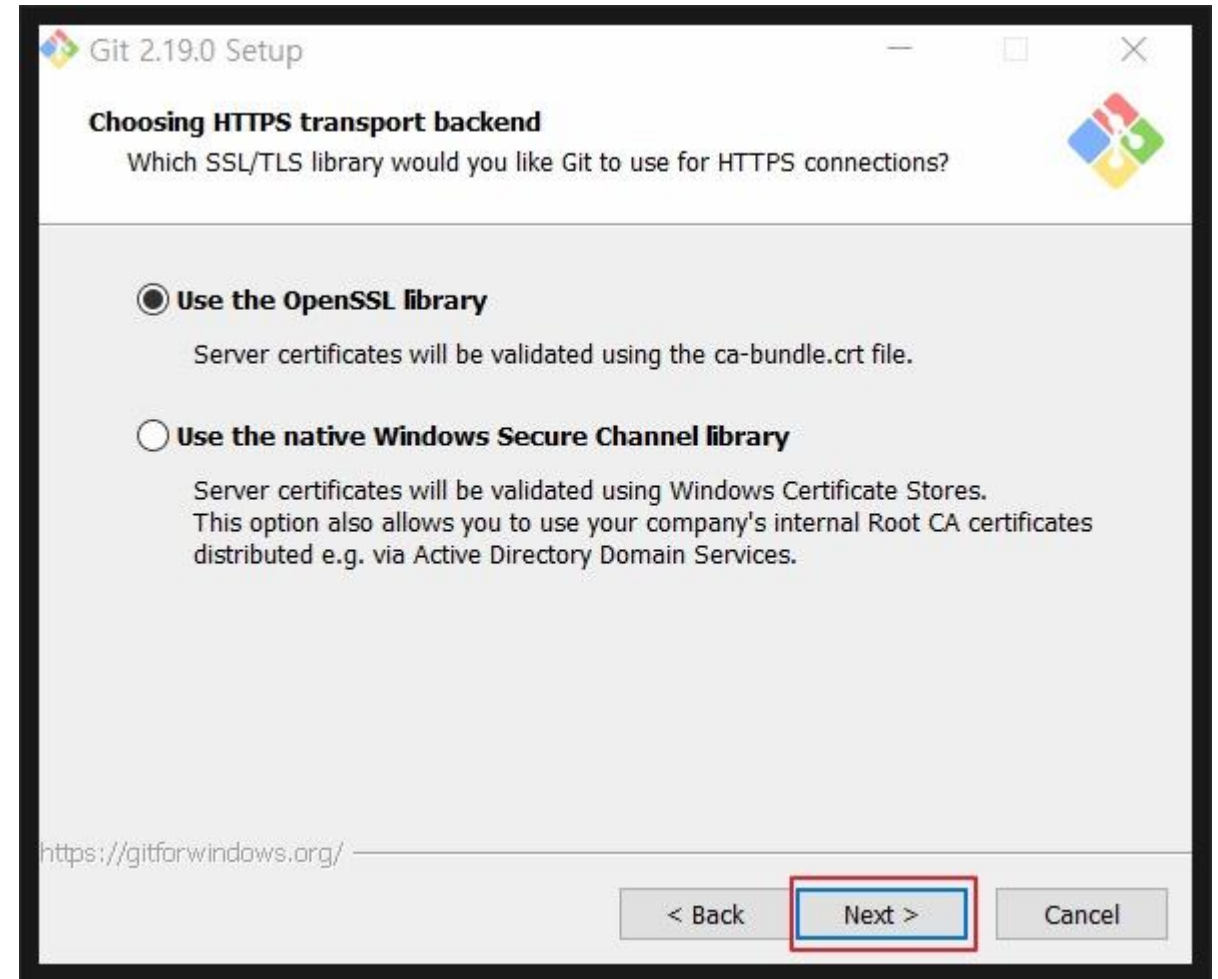 Git 2.19.0 Setup
Choosing HTTPS transport backend
Which SSL/TLS library would you like Git to use for HTTPS connections?
Use the OpenSSL library
Server certificates will be validated using the ca-bundle.crt file.
Use the native Windows Secure Channel library
Server certificates will be validated using Windows Certificate Stores.
This option also allows you to use your company's internal Root CA certificates
distributed e.g. via Active Directory Domain Services.
https://gitforwindows.org/
< Back Next > Cancel